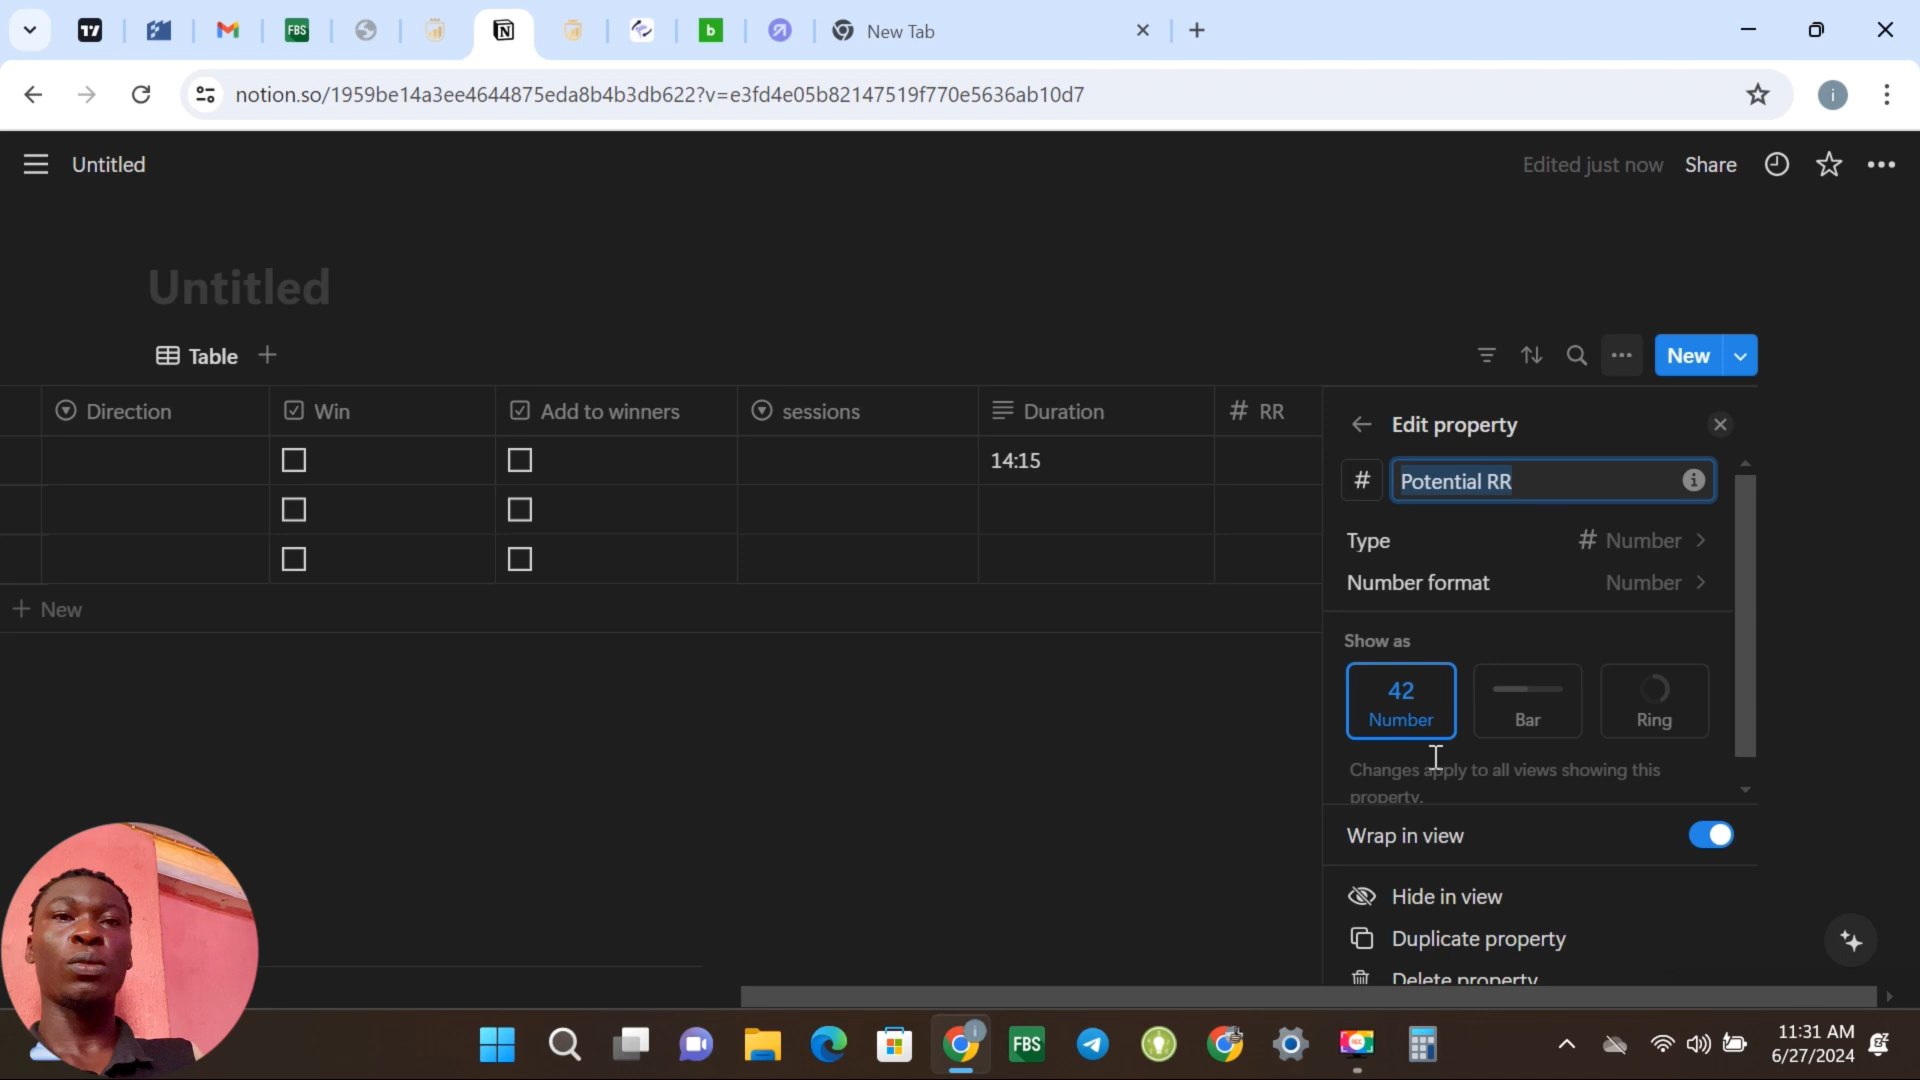 New Tab
notion.so/1959be14a3ee4644875eda8b4b3db622?v=e3fd4e05b82147519f770e5636ab10d7
Untitled
Edited just now
Share
Untitled
Table
New
Direction
Win
Add to winners
sessions
Duration
# RR
14:15
+ New
Edit property
# Potential RR
Type
# Number
Number format
Number
Show as
42
Number
Bar
Ring
Changes apply to all views showing this
property.
Wrap in view
Hide in view
Duplicate property
Delete property
FBS
11:31 AM
6/27/2024